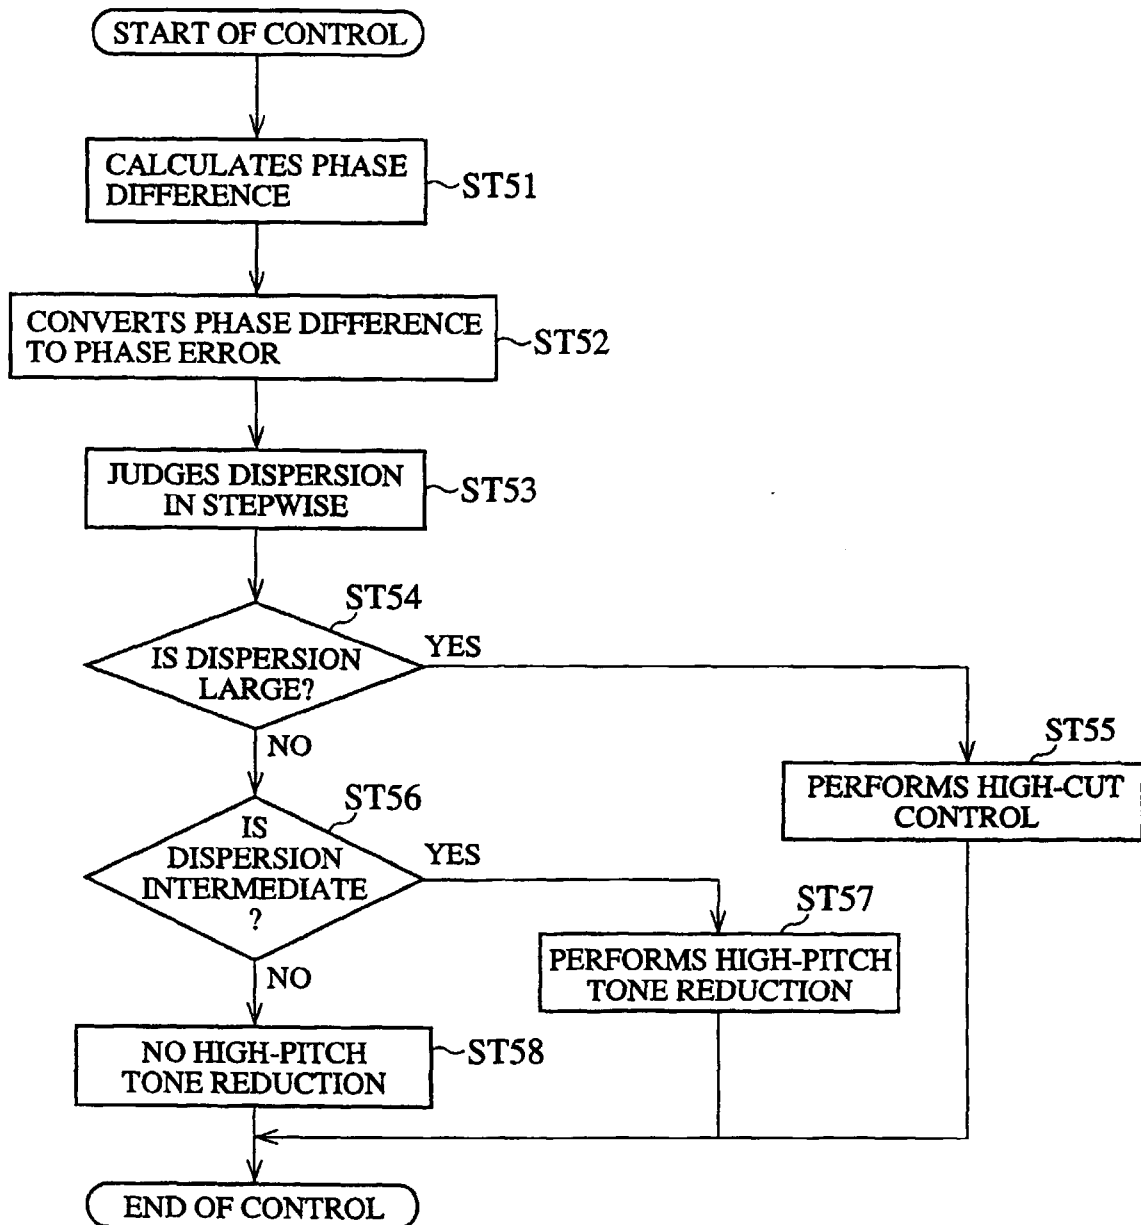 START OF CONTROL
CALCULATES PHASE
DIFFERENCE
ST51
CONVERTS PHASE DIFFERENCE
TO PHASE ERROR
ST52
JUDGES DISPERSION
IN STEPWISE
ST53
ST54
IS DISPERSION
LARGE?
YES
NO
ST55
PERFORMS HIGH-CUT
CONTROL
ST56
IS
DISPERSION
INTERMEDIATE
?
YES
NO
ST57
PERFORMS HIGH-PITCH
TONE REDUCTION
NO HIGH-PITCH
TONE REDUCTION
ST58
END OF CONTROL